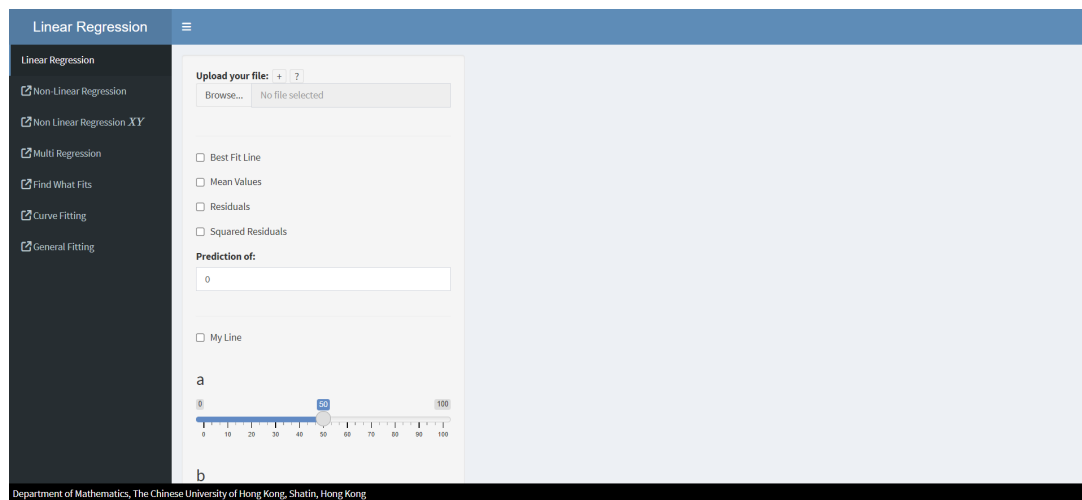 Linear Regression
Linear Regression
Non-Linear Regression
Non Linear Regression XY
Multi Regression
Find What Fits
Curve Fitting
General Fitting
Upload your file: + ?
Browse... No file selected
Best Fit Line
Mean Values
Residuals
Squared Residuals
Prediction of:
0
My Line
a
0 50 100
0 10 20 30 40 50 60 70 80 90 100
b
Department of Mathematics, The Chinese University of Hong Kong, Shatin, Hong Kong